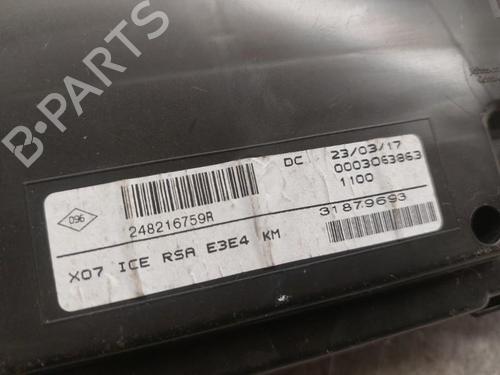 DC 23/03/17
0003063863
1100
096
248216759R
31879693
X07 ICE RSA E3E4 KM
B-PARTS